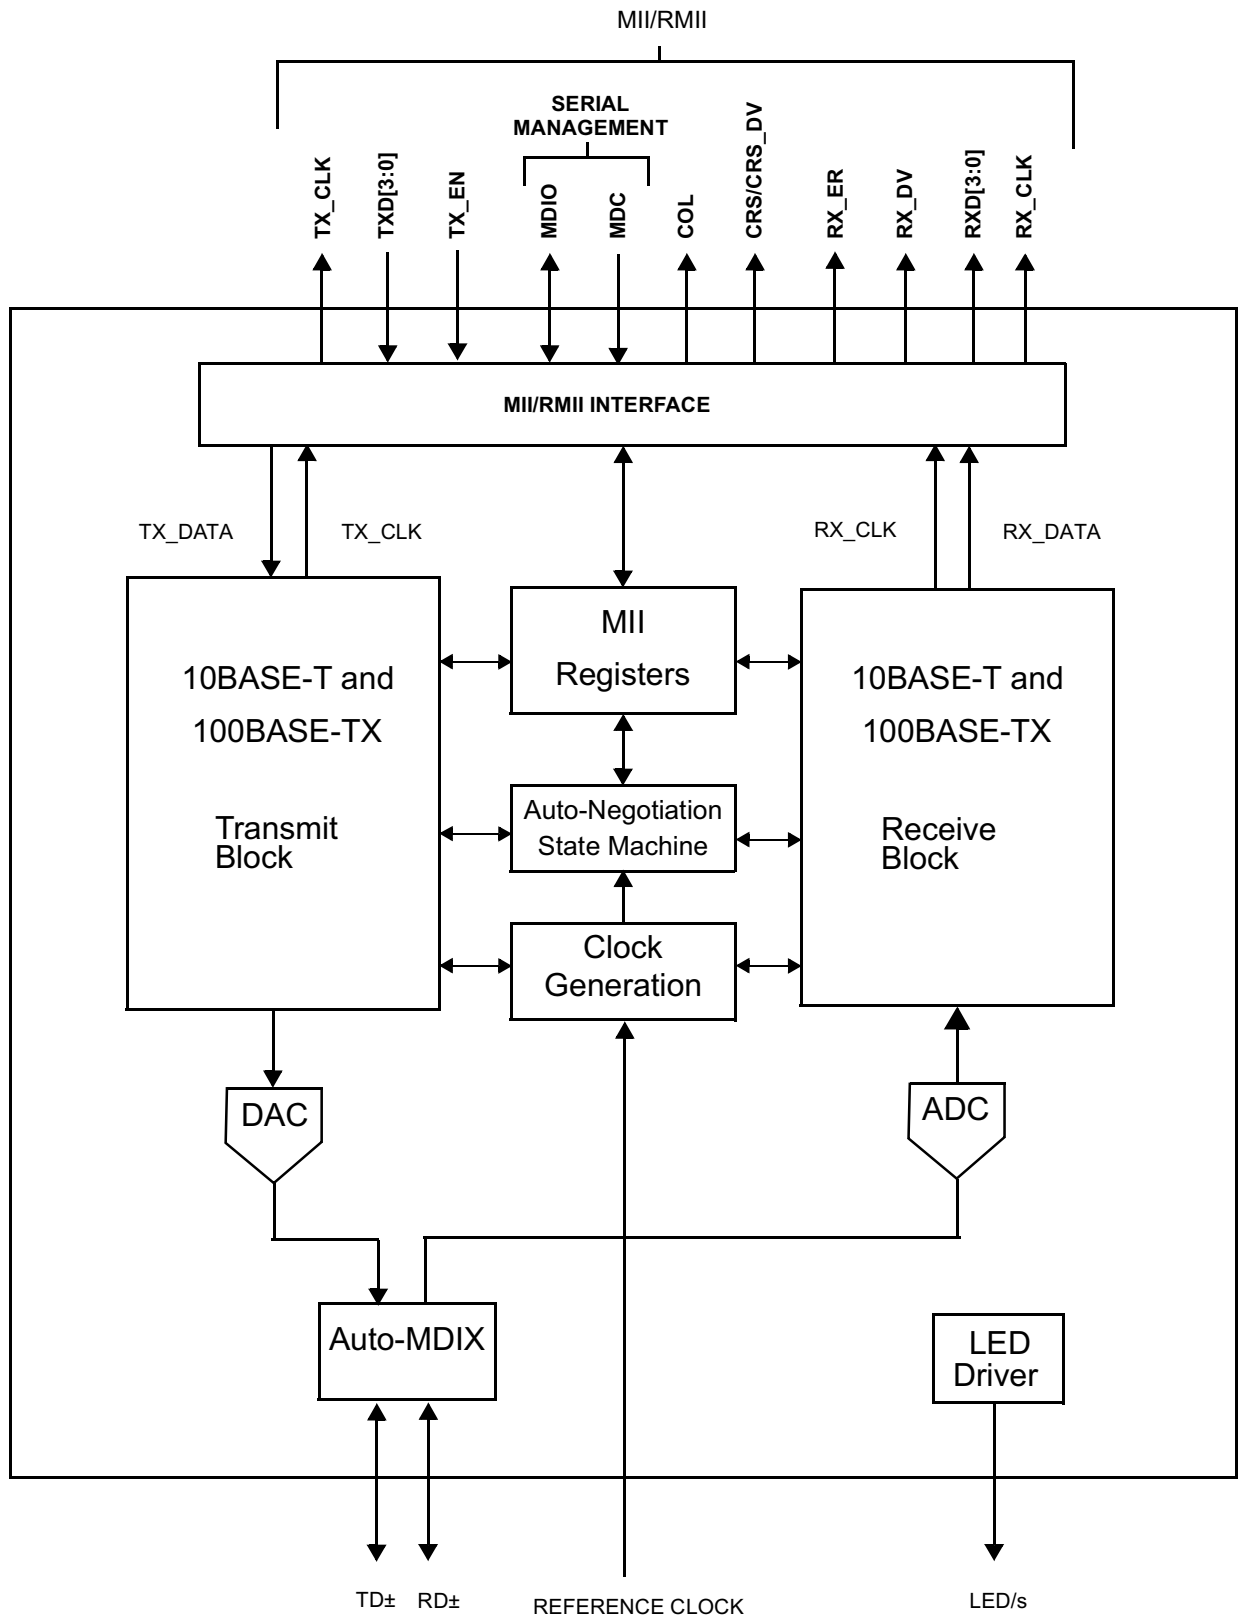 MII/RMII
SERIAL
MANAGEMENT
TX_CLK
TXD[3:0]
TX_EN
MDIO
MDC
COL
CRS/CRS_DV
RX_ER
RX_DV
RXD[3:0]
RX_CLK
MII/RMII INTERFACE
TX_DATA
TX_CLK
RX_CLK
RX_DATA
10BASE-T and
100BASE-TX
Transmit
Block
MII
Registers
Auto-Negotiation
State Machine
Clock
Generation
10BASE-T and
100BASE-TX
Receive
Block
DAC
ADC
Auto-MDIX
LED
Driver
TD±
RD±
REFERENCE CLOCK
LED/s